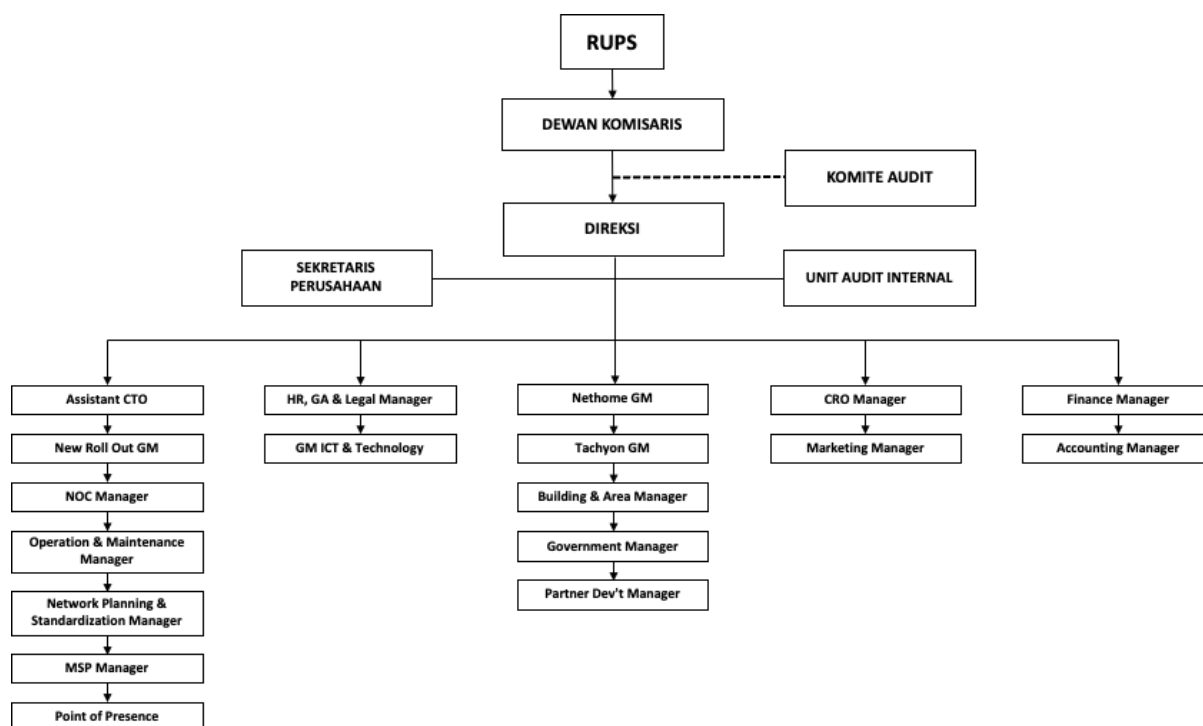 RUPS
DEWAN KOMISARIS
KOMITE AUDIT
DIREKSI
SEKRETARIS
PERUSAHAAN
UNIT AUDIT INTERNAL
Assistant CTO
HR, GA & Legal Manager
Nethome GM
CRO Manager
Finance Manager
New Roll Out GM
GM ICT & Technology
Tachyon GM
Marketing Manager
Accounting Manager
NOC Manager
Building & Area Manager
Operation & Maintenance
Manager
Government Manager
Network Planning &
Standardization Manager
Partner Dev't Manager
MSP Manager
Point of Presence